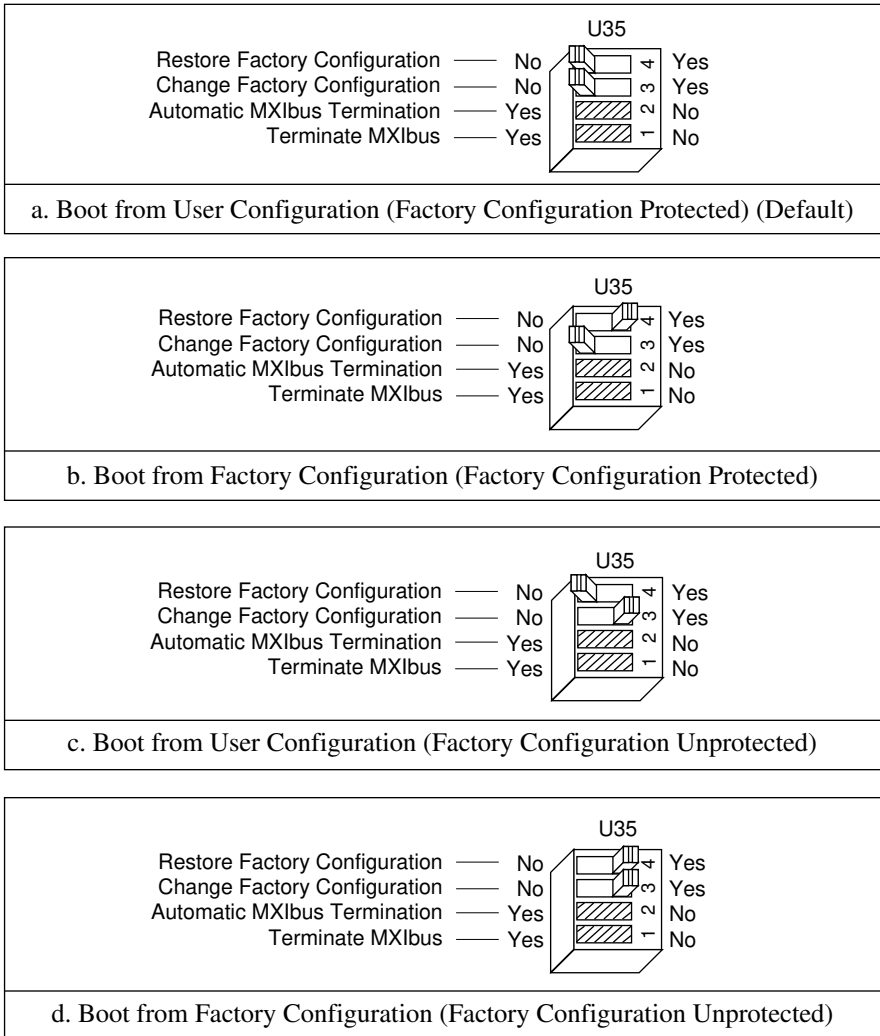 U35
Restore Factory Configuration No 4 Yes
Change Factory Configuration No 3 Yes
Automatic MXIbus Termination Yes 2 No
Terminate MXIbus Yes 1 No
a. Boot from User Configuration (Factory Configuration Protected) (Default)
U35
Restore Factory Configuration No 4 Yes
Change Factory Configuration No 3 Yes
Automatic MXIbus Termination Yes 2 No
Terminate MXIbus Yes 1 No
b. Boot from Factory Configuration (Factory Configuration Protected)
U35
Restore Factory Configuration No 4 Yes
Change Factory Configuration No 3 Yes
Automatic MXIbus Termination Yes 2 No
Terminate MXIbus Yes 1 No
c. Boot from User Configuration (Factory Configuration Unprotected)
U35
Restore Factory Configuration No 4 Yes
Change Factory Configuration No 3 Yes
Automatic MXIbus Termination Yes 2 No
Terminate MXIbus Yes 1 No
d. Boot from Factory Configuration (Factory Configuration Unprotected)